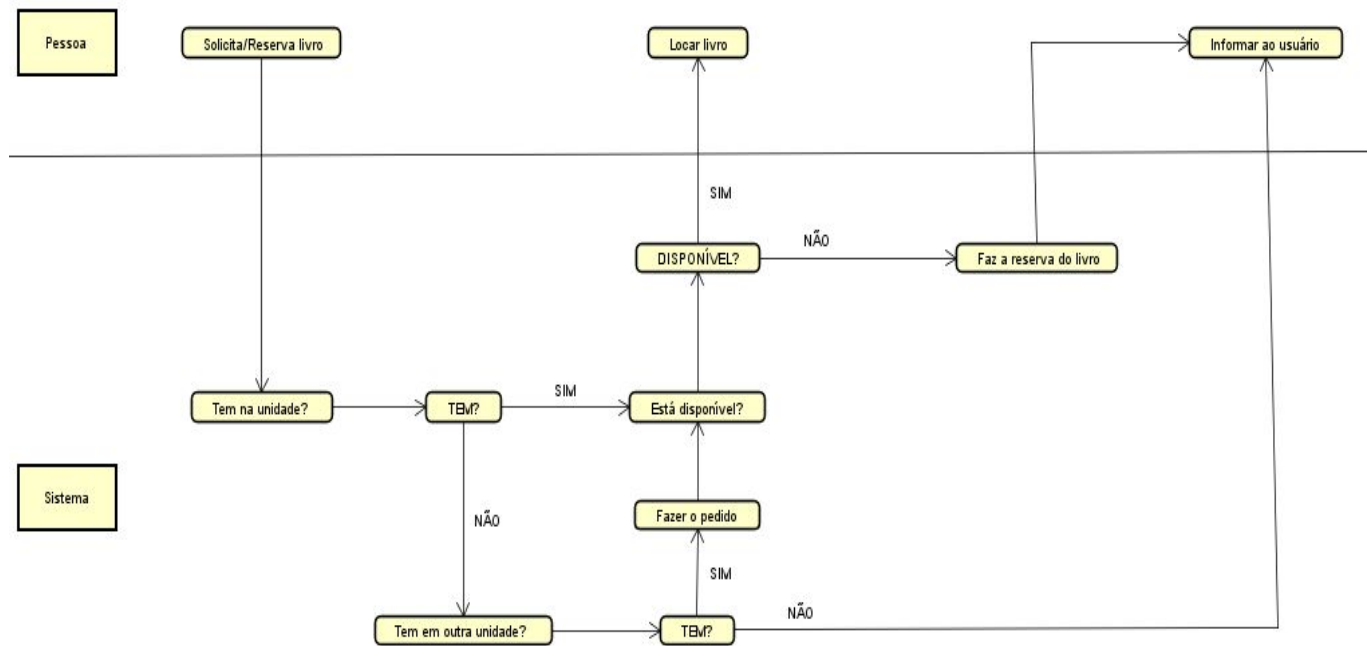 Pessoa
Solicita/Reserva livro
Locar livro
Informar ao usuário
SIM
DISPONÍVEL?
NÃO
Faz a reserva do livro
Tem na unidade?
TEM?
SIM
Está disponível?
Sistema
NÃO
Fazer o pedido
SIM
Tem em outra unidade?
TEM?
NÃO